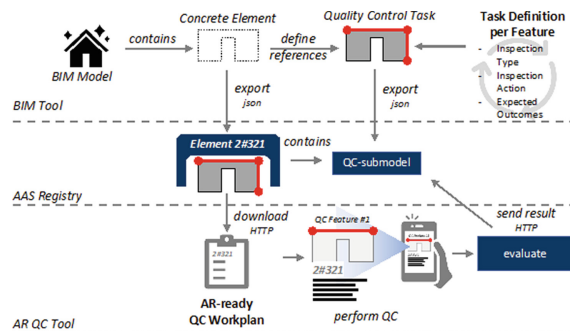 Concrete Element
Quality Control Task
Task Definition
per Feature
contains
define
references
- Inspection
Type
- Inspection
Action
- Expected
Outcomes
BIM Model
BIM Tool
export
json
export
json
Element 2#321
contains
QC-submodel
AAS Registry
download
HTTP
QC Feature #1
send result
HTTP
2#321
2#321
evaluate
AR-ready
QC Workplan
perform QC
AR QC Tool